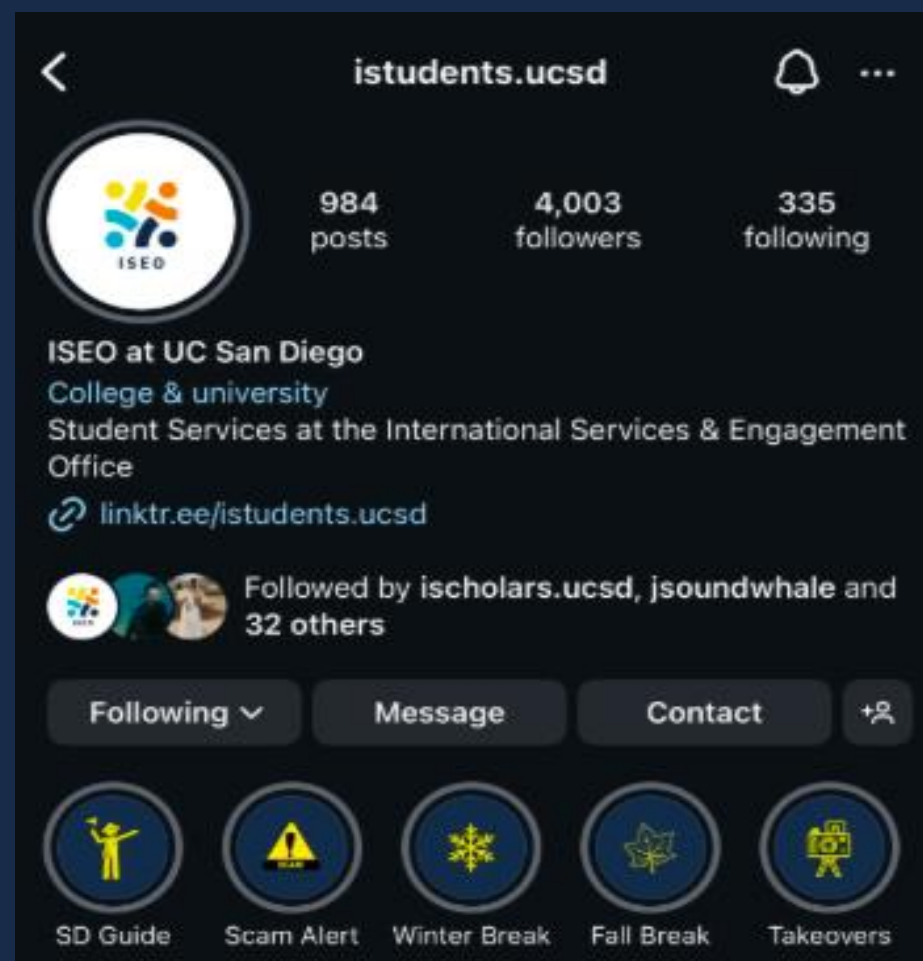 istudents.ucsd
ISEO
984
posts
4,003
followers
335
following
ISEO at UC San Diego
College & university
Student Services at the International Services & Engagement
Office
linktr.ee/istudents.ucsd
Followed by ischolars.ucsd, jsoundwhale and
32 others
Following
Message
Contact
SD Guide
Scam Alert
Winter Break
Fall Break
Takeovers